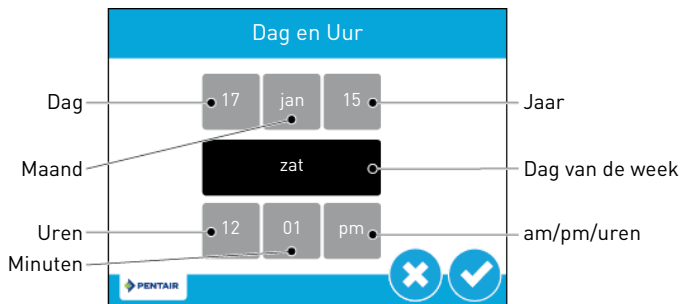 Dag en Uur
Dag 17 jan 15 Jaar
Maand zat Dag van de week
Uren 12 01 pm am/pm/uren
Minuten
PENTAIR